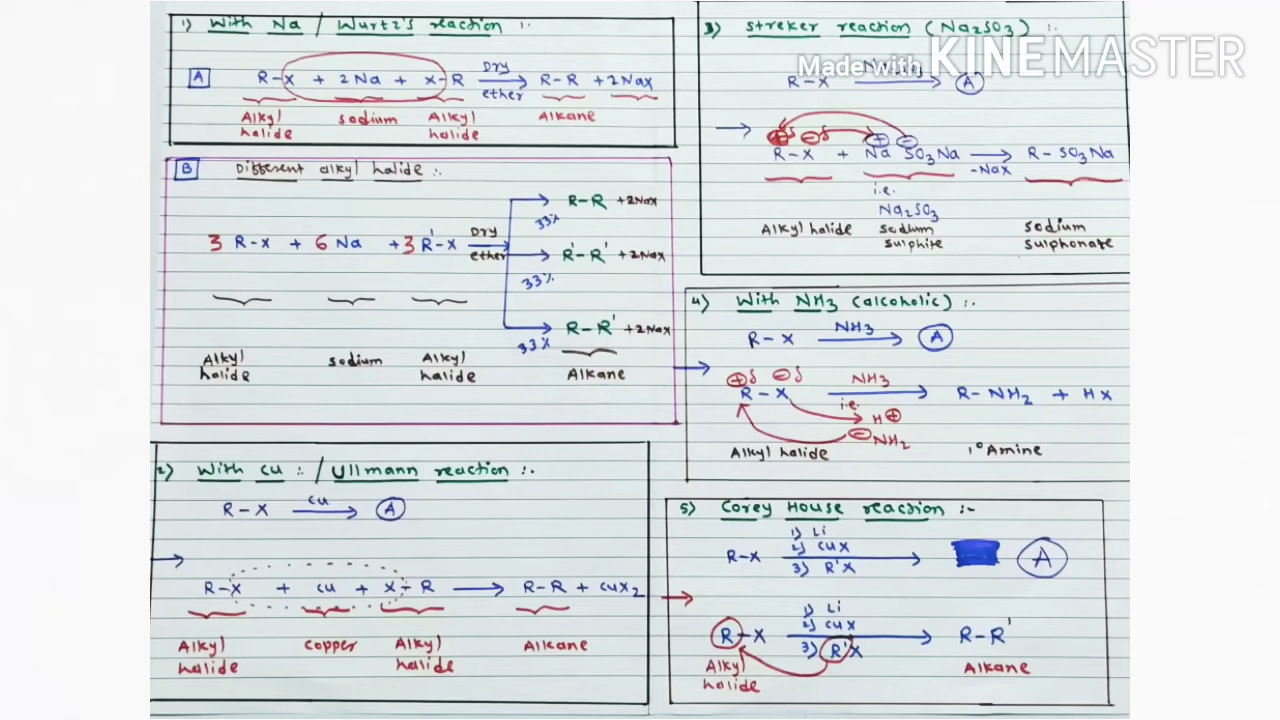 1) With Na / Wurtz's reaction :-
A R-X + 2Na + X-R Dry ether R-R + 2NaX
Alkyl halide sodium Alkyl halide Alkane
B Different alkyl halide :-
R-R + 2NaX
33%
3 R-X + 6 Na + 3 R'-X Dry ether
R'-R' + 2NaX
33%
R-R' + 2NaX
33%
Alkyl halide sodium Alkyl halide Alkane
2) With Cu :- / Ullmann reaction :-
R-X Cu A
R-X + Cu + X-R R-R + CuX2
Alkyl halide copper Alkyl halide Alkane
3) Streker reaction (Na2SO3) :-
Made with KINEMASTER
R-X A
⊕δ ⊖δ ⊕ ⊖
R-X + Na SO3Na -NaX R-SO3Na
i.e.
Na2SO3
Alkyl halide sodium sulphite sodium sulphonate
4) With NH3 (alcoholic) :-
R-X NH3 A
⊕δ ⊖δ
R-X NH3 R-NH2 + HX
i.e. H⊕
⊖NH2
Alkyl halide 1° Amine
5) Corey House reaction :-
1) Li
2) CuX
R-X 3) R'X A
1) Li
2) CuX
R-X 3) R'X R-R'
Alkyl halide Alkane